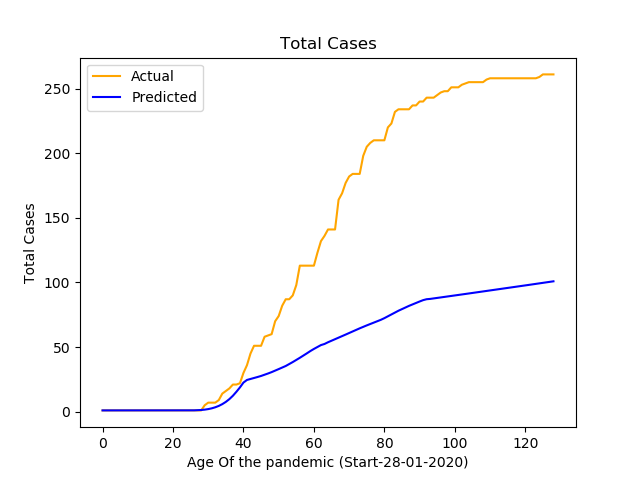 Total Cases
Actual
Predicted
Total Cases
250
200
150
100
50
0
0 20 40 60 80 100 120
Age Of the pandemic (Start-28-01-2020)